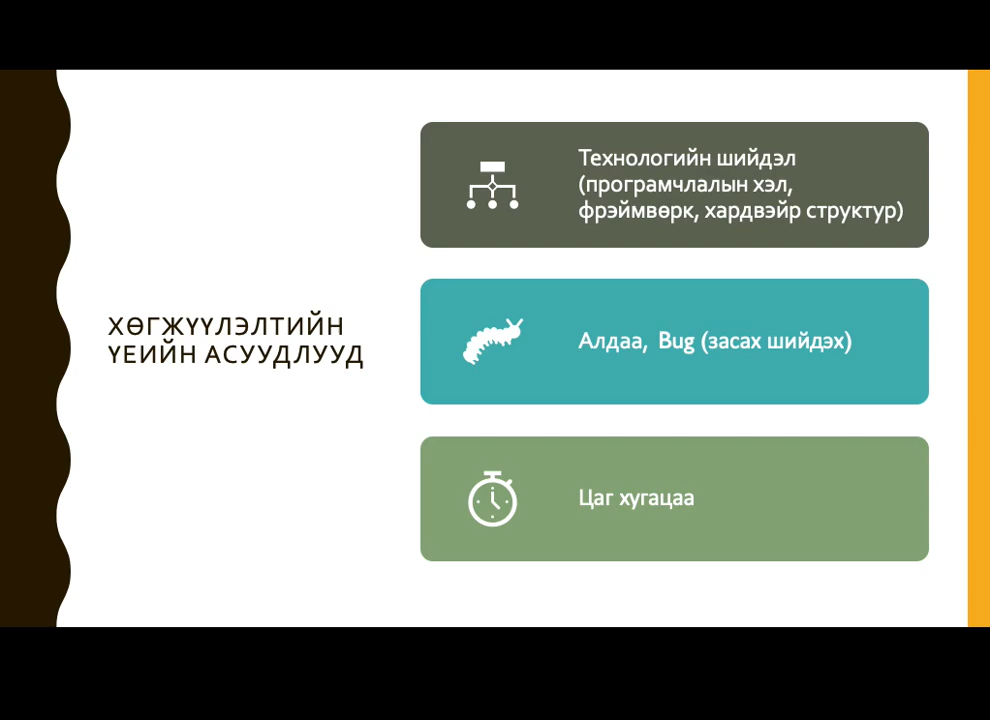 ХӨГЖҮҮЛЭЛТИЙН
ҮЕИЙН АСУУДЛУУД
Технологийн шийдэл
(програмчлалын хэл,
фрэймвөрк, хардвэйр структур)
Алдаа, Bug (засах шийдэх)
Цаг хугацаа